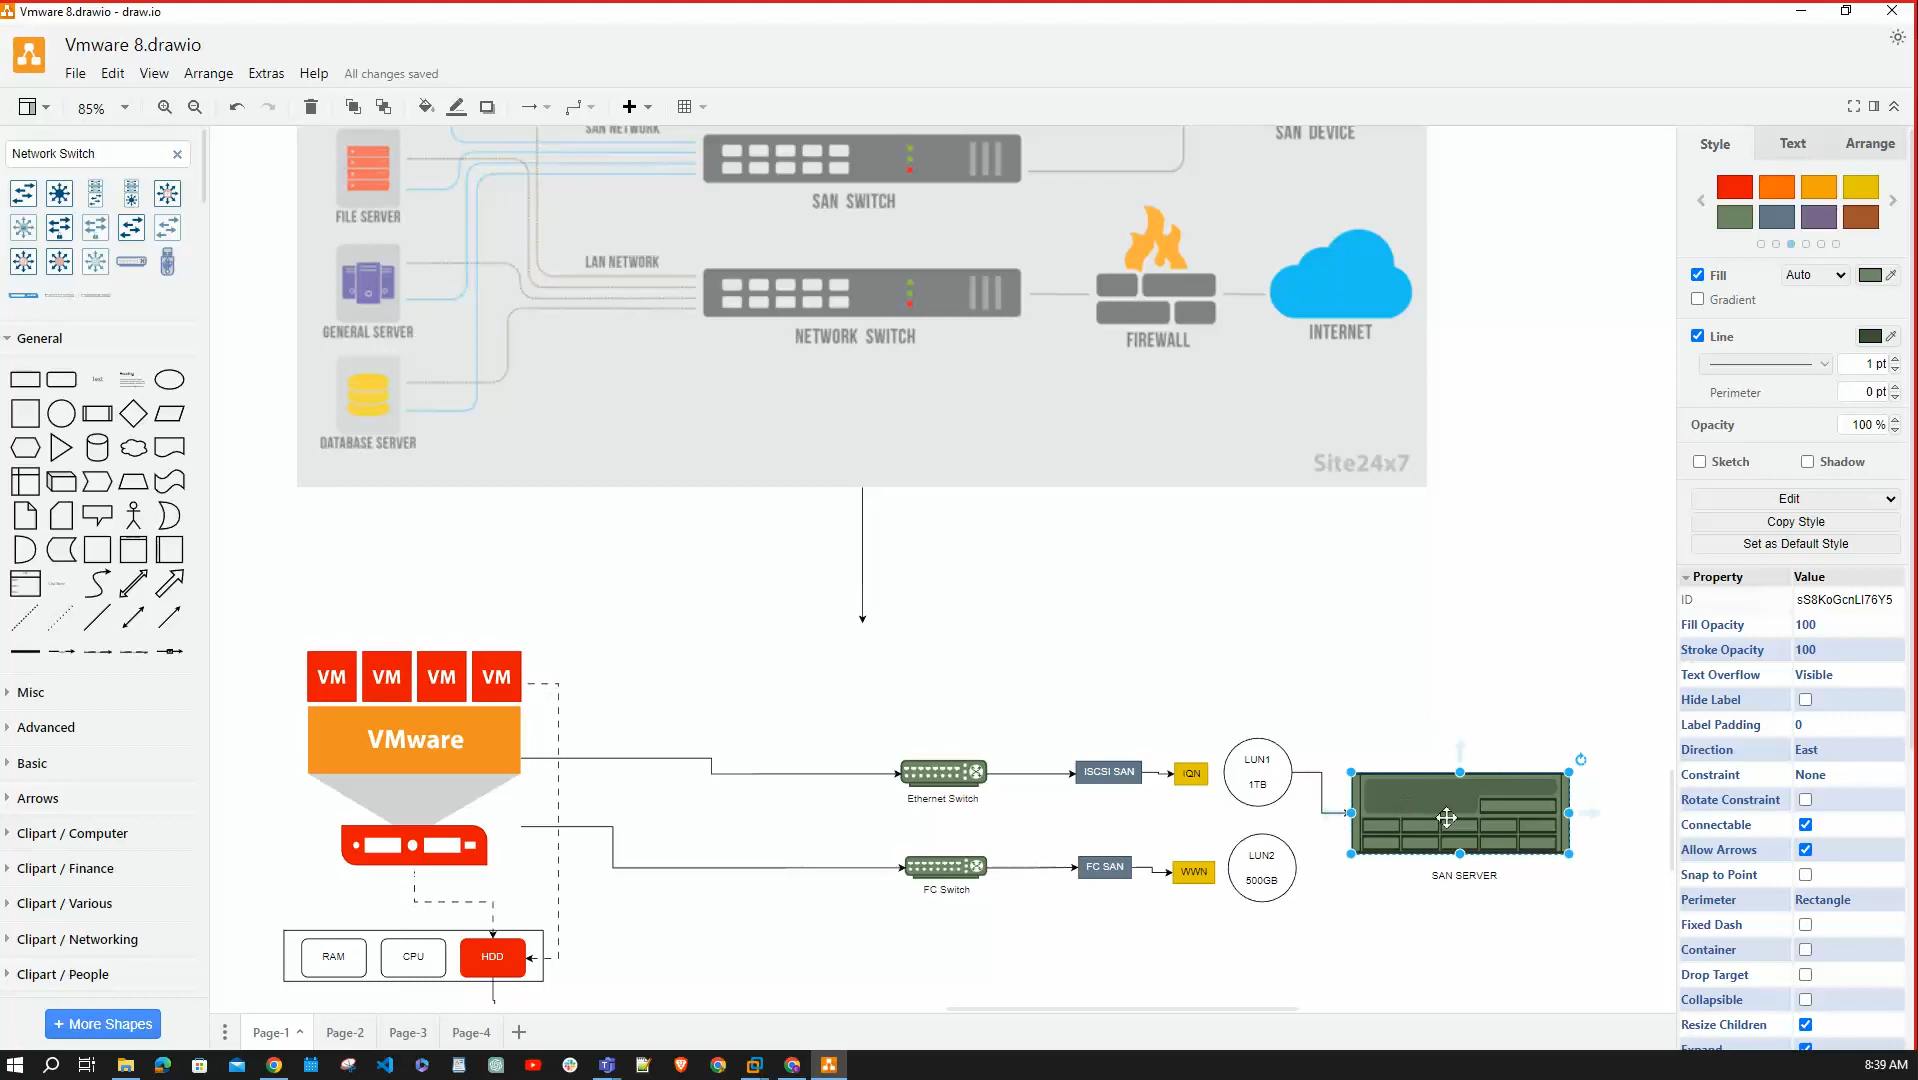 Vmware 8.drawio - draw.io
Vmware 8.drawio
File Edit View Arrange Extras Help All changes saved
85%
Network Switch
General
Text
Heading
Misc
Advanced
Basic
Arrows
Clipart / Computer
Clipart / Finance
Clipart / Various
Clipart / Networking
Clipart / People
+ More Shapes
SAN NETWORK
SAN DEVICE
FILE SERVER
SAN SWITCH
LAN NETWORK
GENERAL SERVER
NETWORK SWITCH
FIREWALL
INTERNET
DATABASE SERVER
Site24x7
VM VM VM VM
VMware
RAM
CPU
HDD
Ethernet Switch
ISCSI SAN
IQN
LUN1
1TB
FC Switch
FC SAN
WWN
LUN2
500GB
SAN SERVER
Style Text Arrange
Fill Auto
Gradient
Line
1 pt
Perimeter 0 pt
Opacity 100 %
Sketch Shadow
Edit
Copy Style
Set as Default Style
Property Value
ID sS8KoGcnLI76Y5
Fill Opacity 100
Stroke Opacity 100
Text Overflow Visible
Hide Label
Label Padding 0
Direction East
Constraint None
Rotate Constraint
Connectable
Allow Arrows
Snap to Point
Perimeter Rectangle
Fixed Dash
Container
Drop Target
Collapsible
Resize Children
Expand
Page-1 Page-2 Page-3 Page-4
8:39 AM